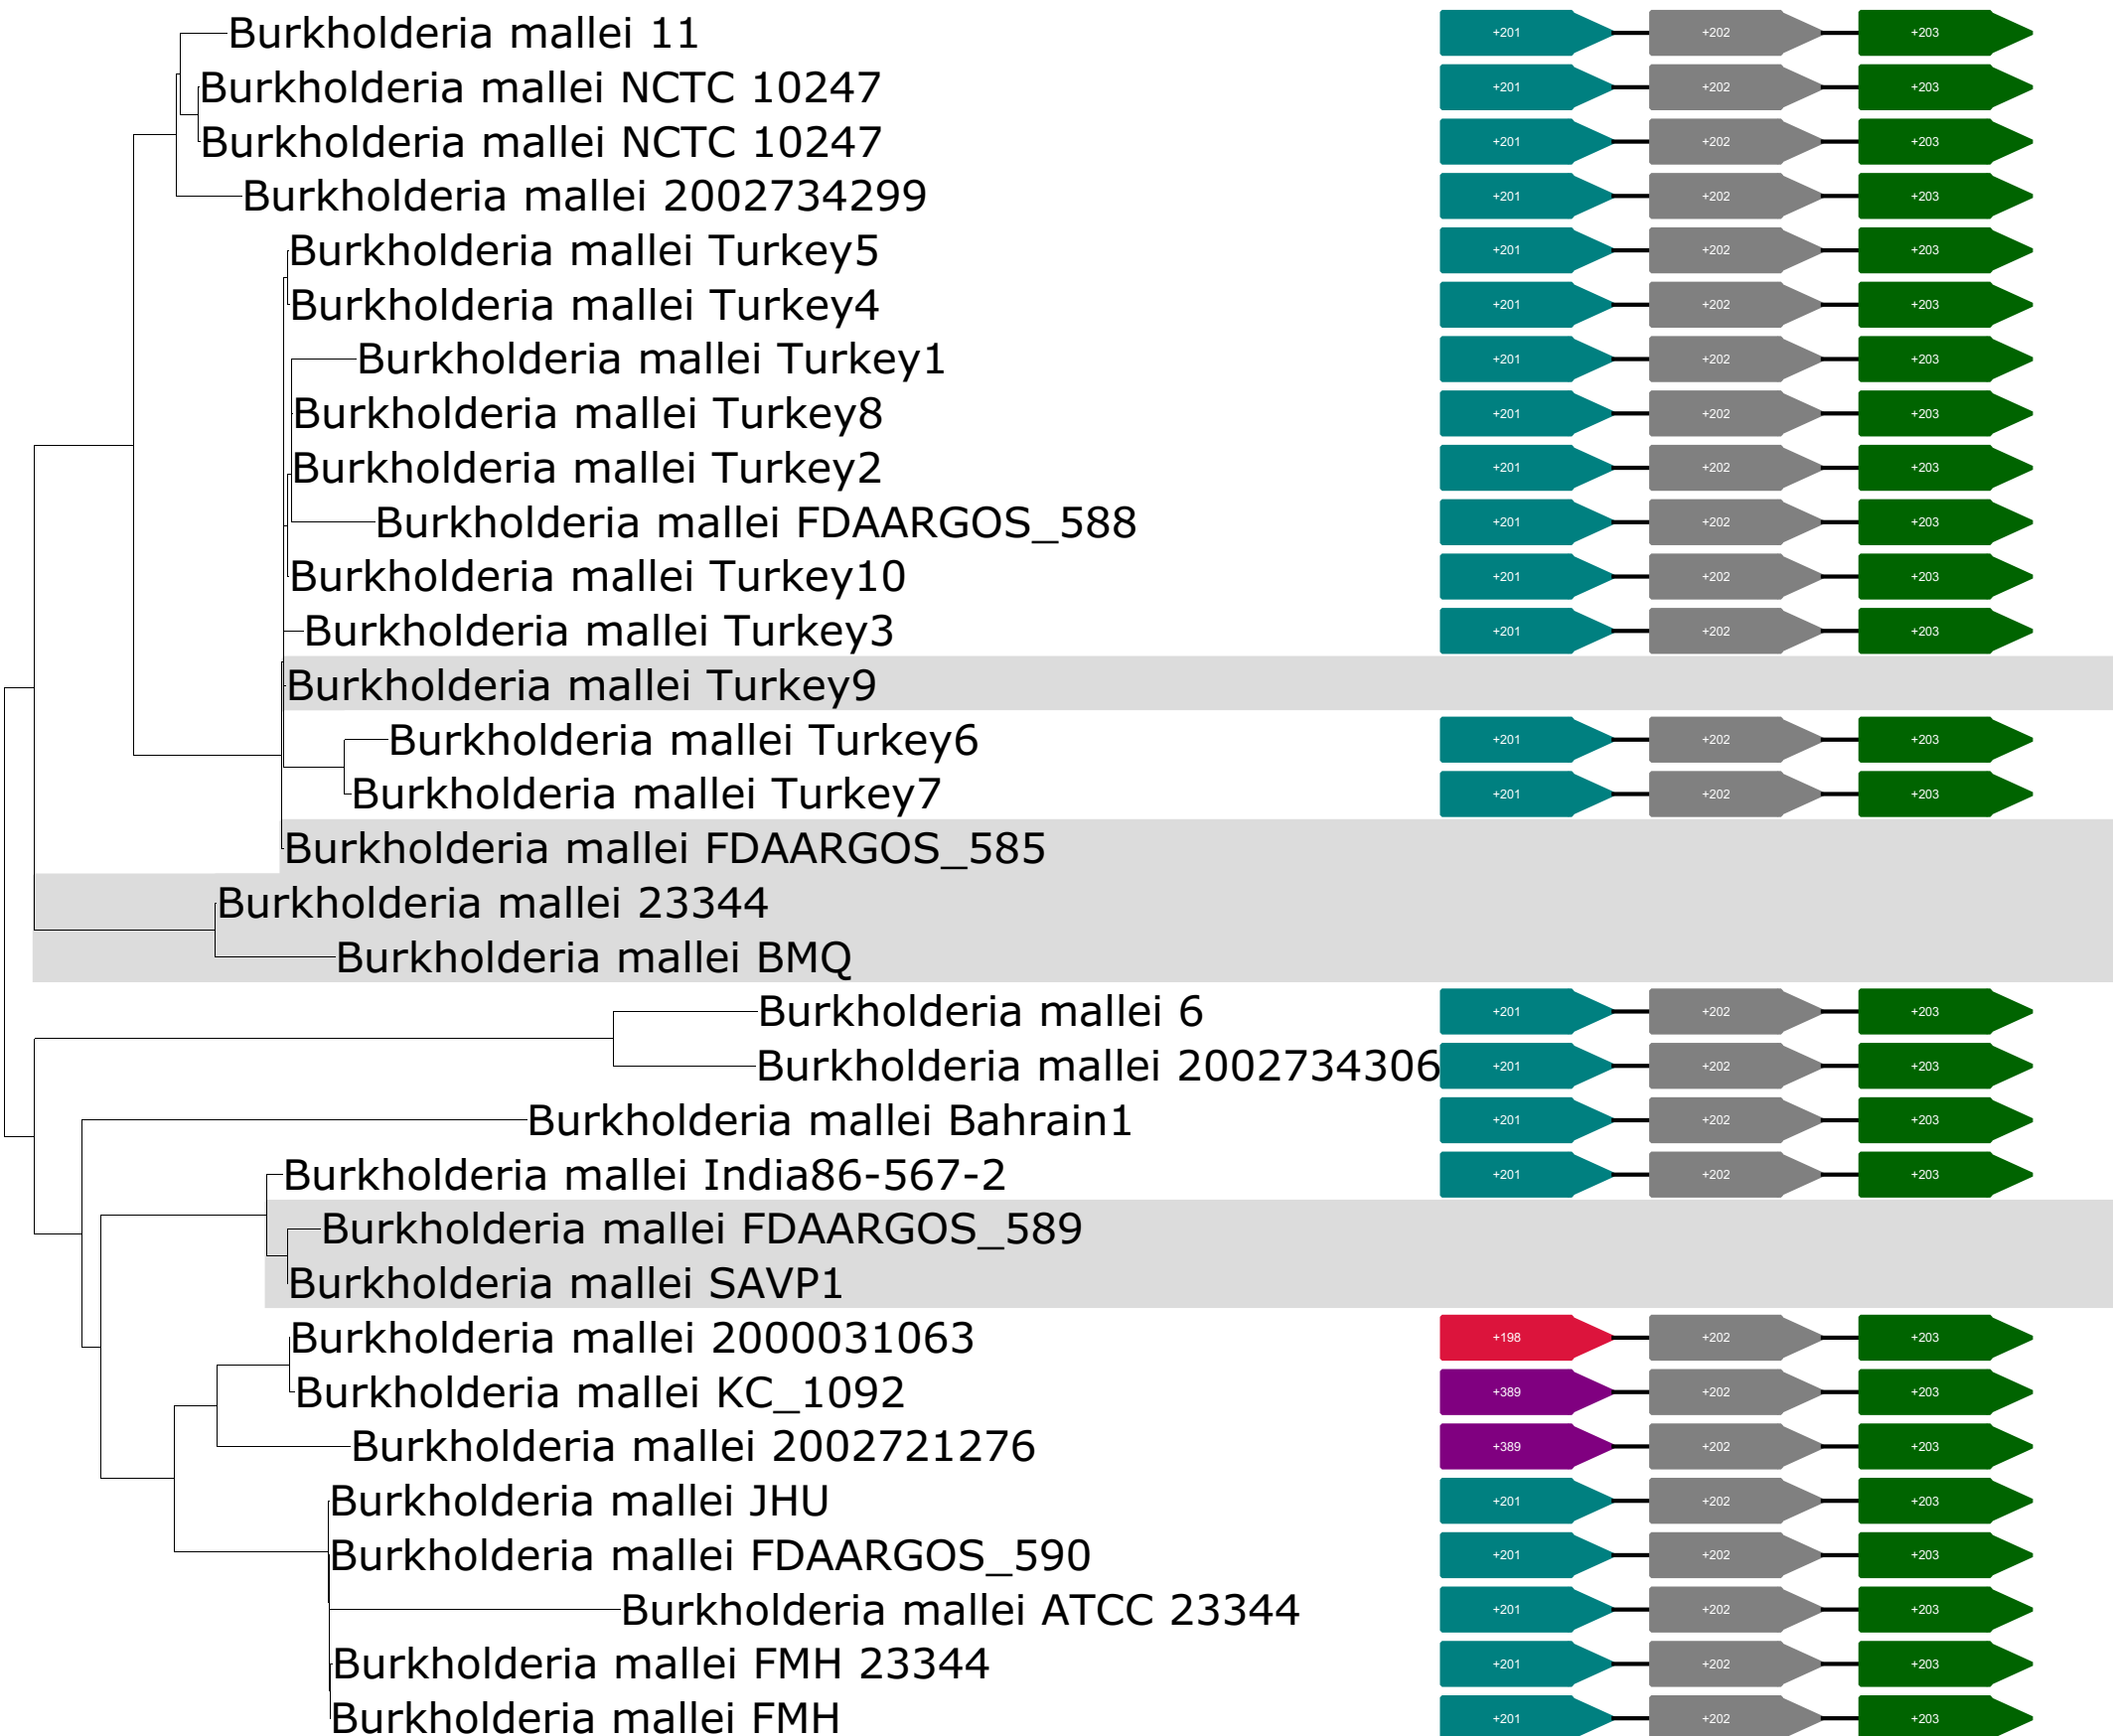 Burkholderia mallei 11 +201 +202 +203
Burkholderia mallei NCTC 10247 +201 +202 +203
Burkholderia mallei NCTC 10247 +201 +202 +203
Burkholderia mallei 2002734299 +201 +202 +203
Burkholderia mallei Turkey5 +201 +202 +203
Burkholderia mallei Turkey4 +201 +202 +203
Burkholderia mallei Turkey1 +201 +202 +203
Burkholderia mallei Turkey8 +201 +202 +203
Burkholderia mallei Turkey2 +201 +202 +203
Burkholderia mallei FDAARGOS_588 +201 +202 +203
Burkholderia mallei Turkey10 +201 +202 +203
Burkholderia mallei Turkey3 +201 +202 +203
Burkholderia mallei Turkey9
Burkholderia mallei Turkey6 +201 +202 +203
Burkholderia mallei Turkey7 +201 +202 +203
Burkholderia mallei FDAARGOS_585
Burkholderia mallei 23344
Burkholderia mallei BMQ
Burkholderia mallei 6 +201 +202 +203
Burkholderia mallei 2002734306 +201 +202 +203
Burkholderia mallei Bahrain1 +201 +202 +203
Burkholderia mallei India86-567-2 +201 +202 +203
Burkholderia mallei FDAARGOS_589
Burkholderia mallei SAVP1
Burkholderia mallei 2000031063 +198 +202 +203
Burkholderia mallei KC_1092 +389 +202 +203
Burkholderia mallei 2002721276 +389 +202 +203
Burkholderia mallei JHU +201 +202 +203
Burkholderia mallei FDAARGOS_590 +201 +202 +203
Burkholderia mallei ATCC 23344 +201 +202 +203
Burkholderia mallei FMH 23344 +201 +202 +203
Burkholderia mallei FMH +201 +202 +203